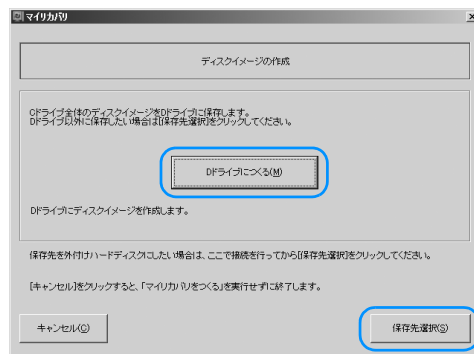 マイリカバリ
ディスクイメージの作成
Cドライブ全体のディスクイメージをDドライブに保存します。
Dドライブ以外に保存したい場合は[保存先選択]をクリックしてください。
Dドライブにつくる(M)
Dドライブにディスクイメージを作成します。
保存先を外付けハードディスクにしたい場合は、ここで接続を行ってから[保存先選択]をクリックしてください。
[キャンセル]をクリックすると、「マイリカバリをつくる」を実行せずに終了します。
キャンセル(C)
保存先選択(S)